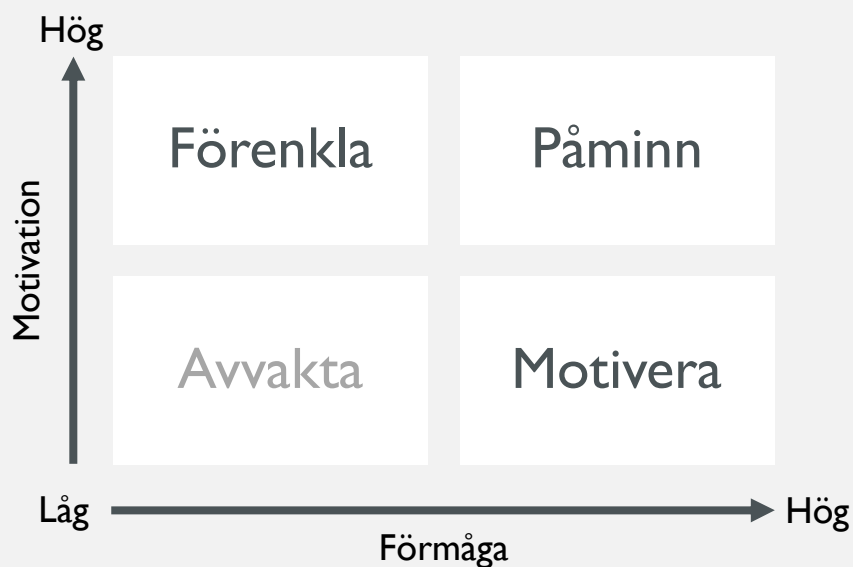 Hög
Förenkla
Påminn
Motivation
Avvakta
Motivera
Låg
Hög
Förmåga